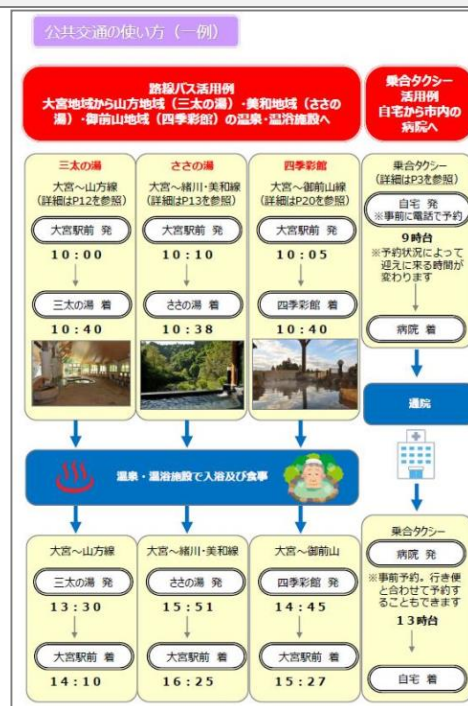 公共交通の使い方（一例）
路線バス活用例
大宮地域から山方地域（三太の湯）・美和地域（ささの
湯）・御前山地域（四季彩館）の温泉・温浴施設へ
乗合タクシー
活用例
自宅から市内の
病院へ
三太の湯
大宮～山方線
（詳細はP12を参照）
大宮駅前 発
10:00
三太の湯 着
10:40
ささの湯
大宮～緒川・美和線
（詳細はP13を参照）
大宮駅前 発
10:10
ささの湯 着
10:38
四季彩館
大宮～御前山線
（詳細はP20を参照）
大宮駅前 発
10:05
四季彩館 着
10:40
乗合タクシー
（詳細はP3を参照）
自宅 発
※事前に電話で予約
9時台
※予約状況によって
迎えに来る時間が
変わります
病院 着
温泉・温浴施設で入浴及び食事
通院
大宮～山方線
三太の湯 発
13:30
大宮駅前 着
14:10
大宮～緒川・美和線
ささの湯 発
15:51
大宮駅前 着
16:25
大宮～御前山
四季彩館 発
14:45
大宮駅前 着
15:27
乗合タクシー
病院 発
※事前予約。行き便
と合わせて予約す
ることもできます
13時台
自宅 着